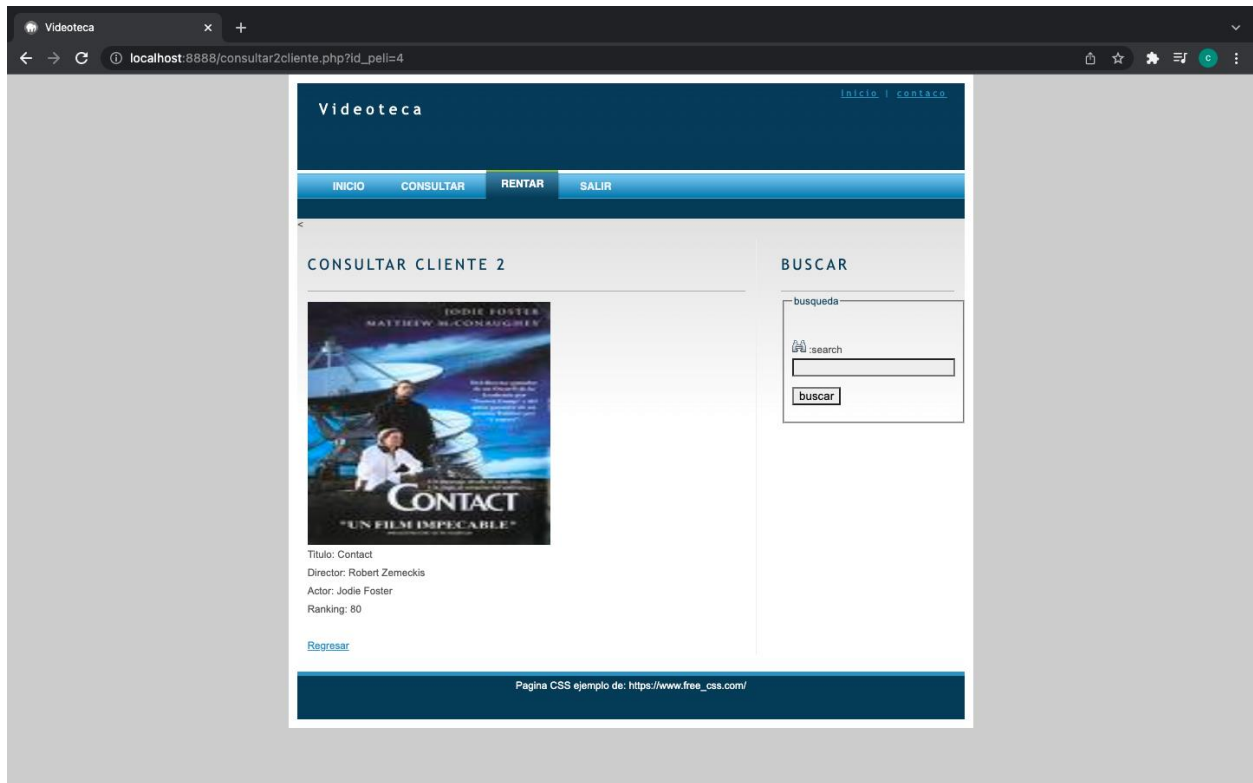 Videoteca
localhost:8888/consultar2cliente.php?id_peli=4
C
Videoteca
inicio | contaco
INICIO CONSULTAR RENTAR SALIR
<
CONSULTAR CLIENTE 2
JODIE FOSTER
MATTHEW McCONAUGHEY
CONTACT
"UN FILM IMPECABLE"
Titulo: Contact
Director: Robert Zemeckis
Actor: Jodie Foster
Ranking: 80
Regresar
BUSCAR
busqueda
:search
buscar
Pagina CSS ejemplo de: https://www.free_css.com/